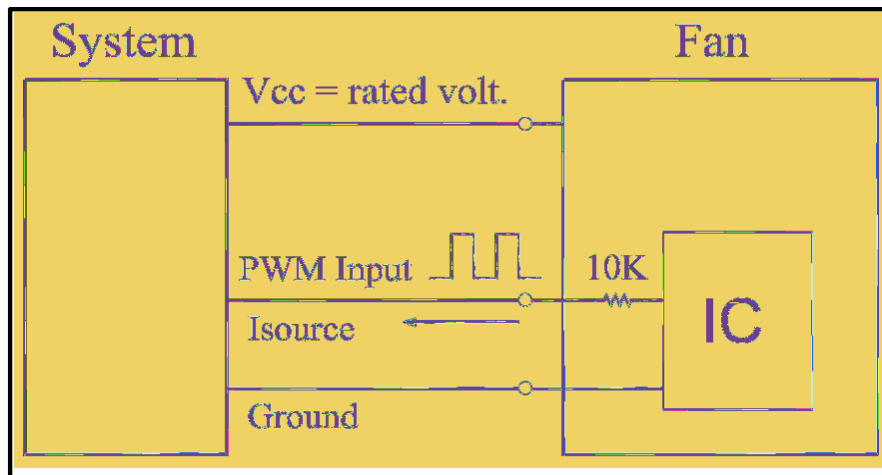 System
Fan
Vcc = rated volt.
PWM Input
10K
IC
Isource
Ground